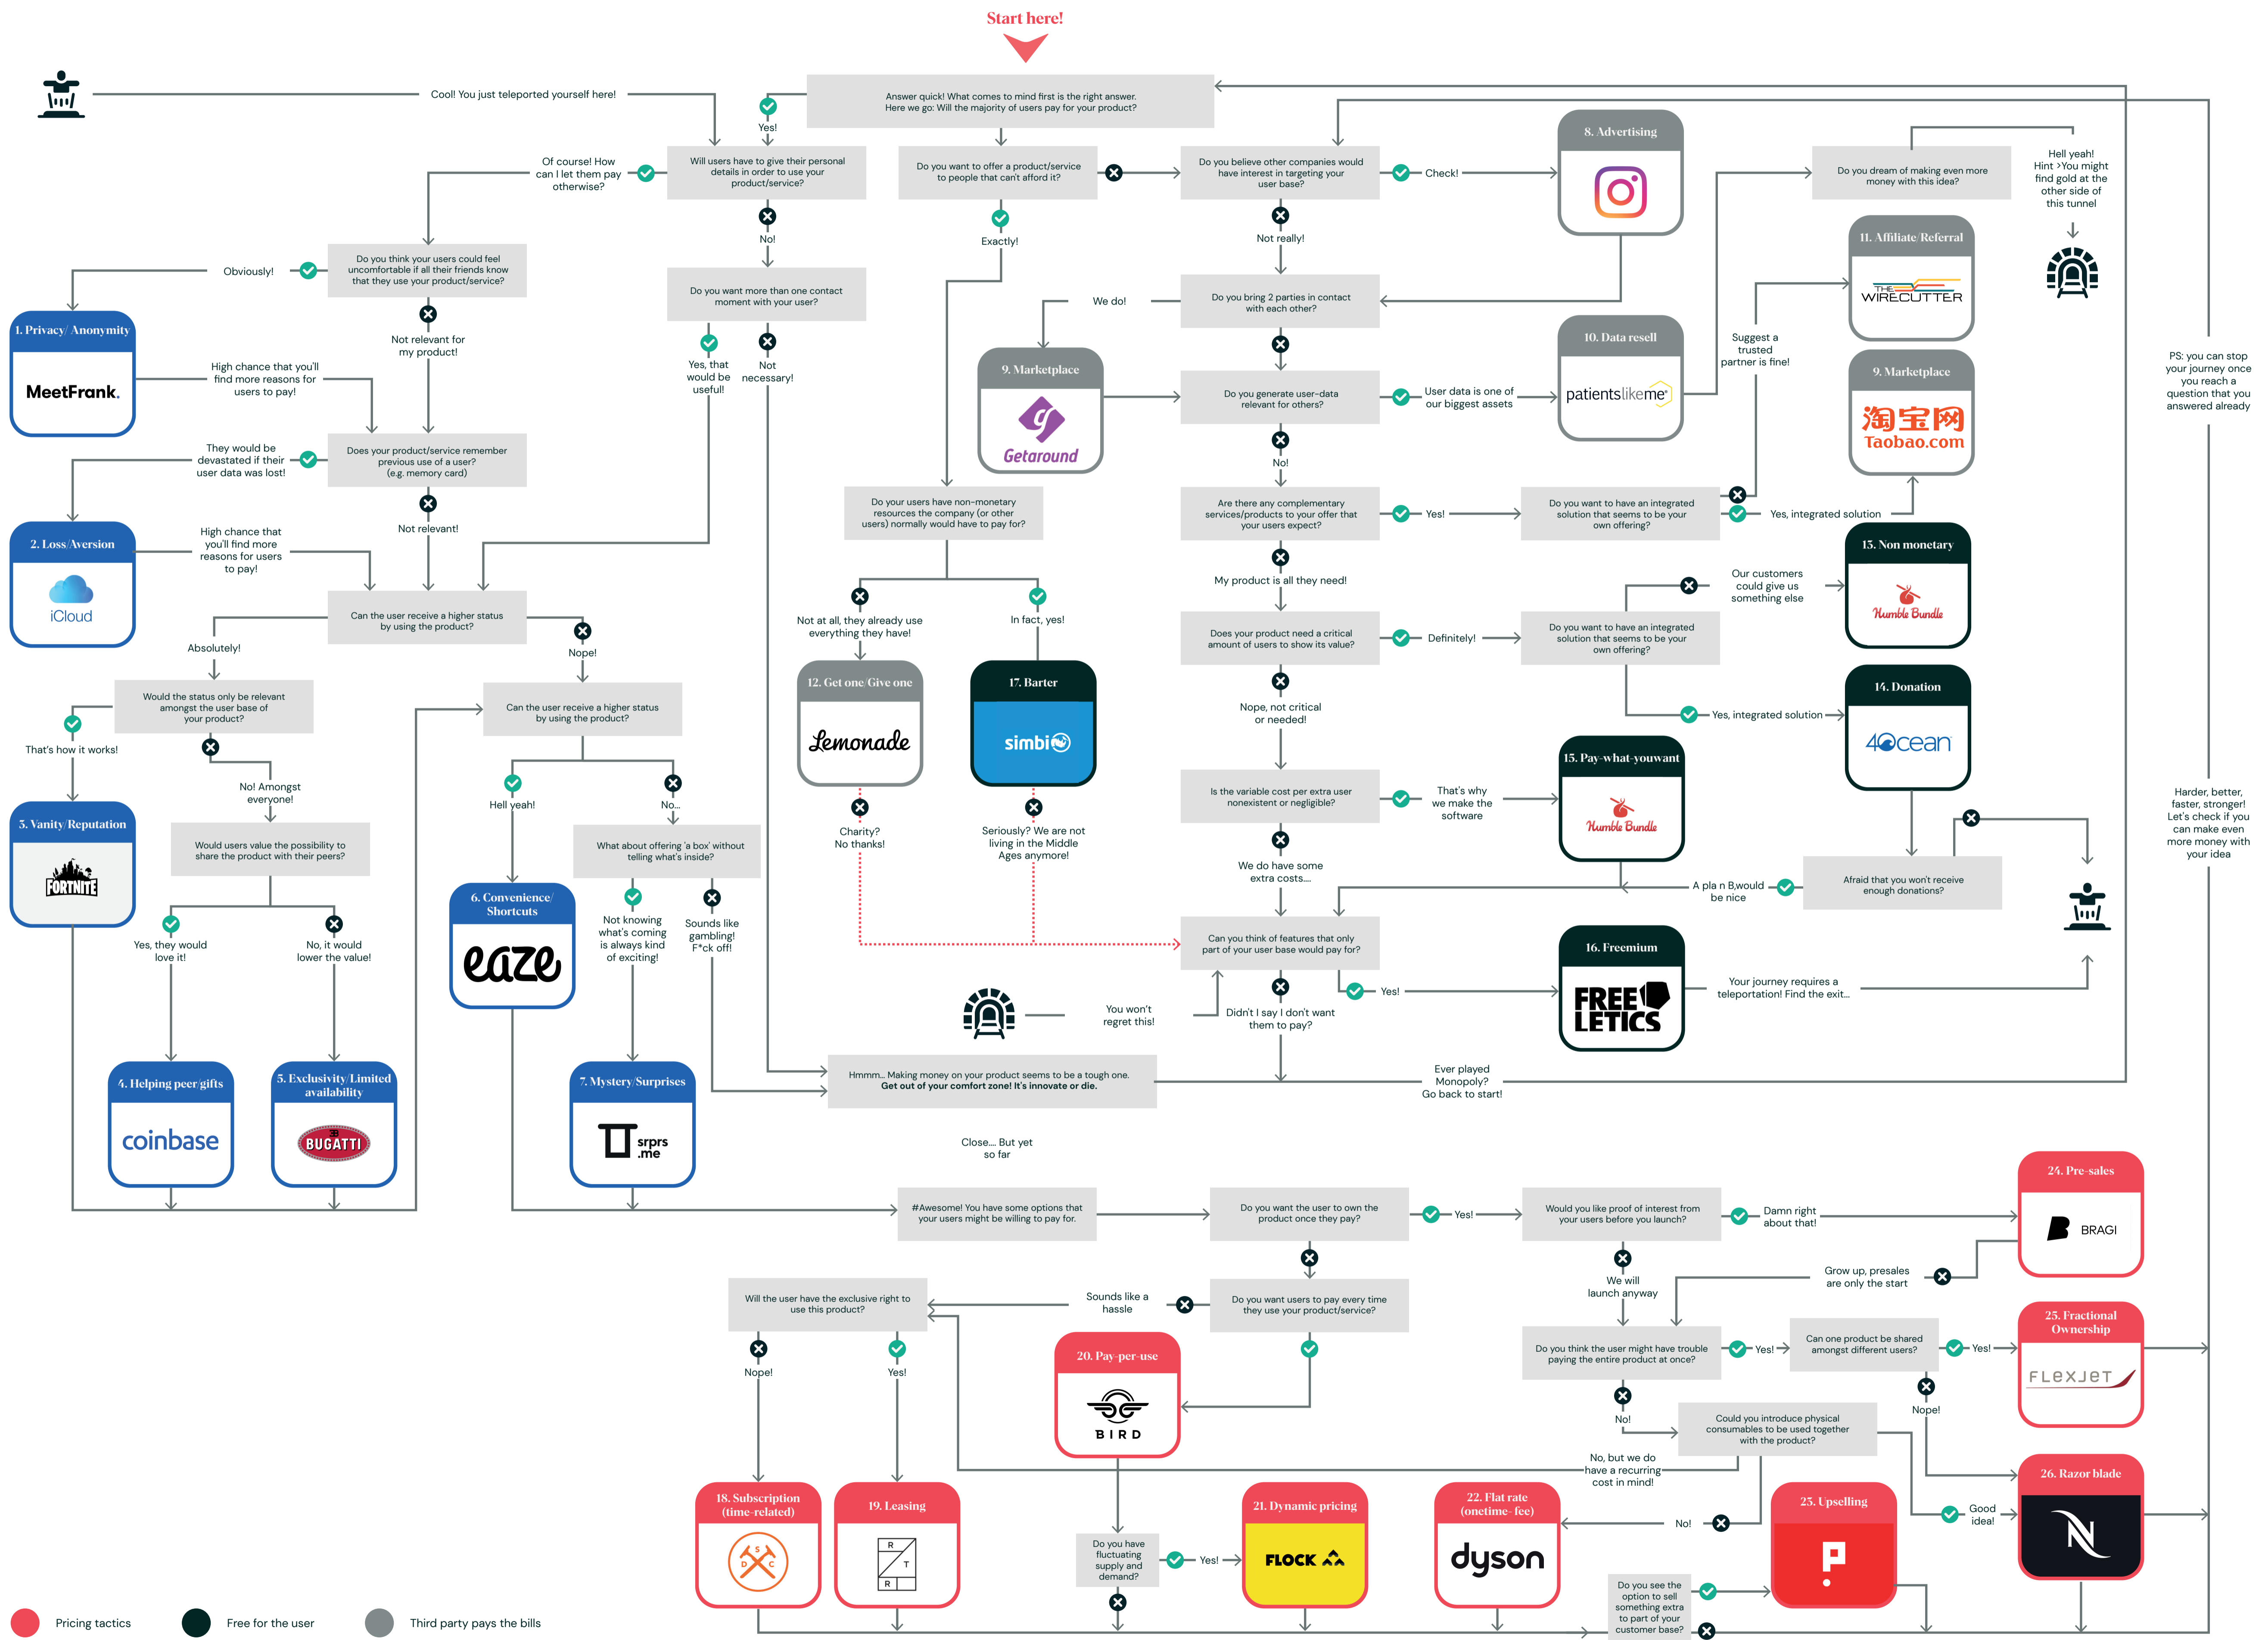 Start here!
Cool! You just teleported yourself here!
Answer quick! What comes to mind first is the right answer.
Here we go: Will the majority of users pay for your product?
Yes!
Of course! How
can I let them pay
otherwise?
Will users have to give their personal
details in order to use your
product/service?
Do you want to offer a product/service
to people that can't afford it?
Do you believe other companies would
have interest in targeting your
user base?
Check!
8. Advertising
Do you dream of making even more
money with this idea?
Hell yeah!
Hint >You might
find gold at the
other side of
this tunnel
No!
Exactly!
Not really!
Obviously!
Do you think your users could feel
uncomfortable if all their friends know
that they use your product/service?
Do you want more than one contact
moment with your user?
We do!
Do you bring 2 parties in contact
with each other?
11. Affiliate/Referral
THE
WIRECUTTER
1. Privacy/ Anonymity
MeetFrank.
Not relevant for
my product!
High chance that you'll
find more reasons for
users to pay!
Yes, that
would be
useful!
Not
necessary!
9. Marketplace
Getaround
Do you generate user-data
relevant for others?
User data is one of
our biggest assets
10. Data resell
patientslikeme®
Suggest a
trusted
partner is fine!
9. Marketplace
淘宝网
Taobao.com
PS: you can stop
your journey once
you reach a
question that you
answered already
They would be
devastated if their
user data was lost!
Does your product/service remember
previous use of a user?
(e.g. memory card)
No!
Not relevant!
Do your users have non-monetary
resources the company (or other
users) normally would have to pay for?
Are there any complementary
services/products to your offer that
your users expect?
Yes!
Do you want to have an integrated
solution that seems to be your
own offering?
Yes, integrated solution
2. Loss/Aversion
iCloud
High chance that
you'll find more
reasons for users
to pay!
My product is all they need!
Our customers
could give us
something else
13. Non monetary
Humble Bundle
Can the user receive a higher status
by using the product?
Absolutely!
Nope!
Not at all, they already use
everything they have!
In fact, yes!
Does your product need a critical
amount of users to show its value?
Definitely!
Do you want to have an integrated
solution that seems to be your
own offering?
Would the status only be relevant
amongst the user base of
your product?
Can the user receive a higher status
by using the product?
12. Get one/Give one
Lemonade
17. Barter
simbi
Nope, not critical
or needed!
Yes, integrated solution
14. Donation
4Ocean
That's how it works!
No! Amongst
everyone!
Hell yeah!
No...
Is the variable cost per extra user
nonexistent or negligible?
That's why
we make the
software
15. Pay-what-youwant
Humble Bundle
Harder, better,
faster, stronger!
Let's check if you
can make even
more money with
your idea
3. Vanity/Reputation
FORTNITE
Would users value the possibility to
share the product with their peers?
What about offering 'a box' without
telling what's inside?
Charity?
No thanks!
Seriously? We are not
living in the Middle
Ages anymore!
We do have some
extra costs....
A pla n B,would
be nice
Afraid that you won't receive
enough donations?
6. Convenience/
Shortcuts
eaze
Yes, they would
love it!
No, it would
lower the value!
Not knowing
what's coming
is always kind
of exciting!
Sounds like
gambling!
F*ck off!
Can you think of features that only
part of your user base would pay for?
Yes!
16. Freemium
FREE
LETICS
Your journey requires a
teleportation! Find the exit...
You won't
regret this!
Didn't I say I don't want
them to pay?
4. Helping peer/gifts
coinbase
5. Exclusivity/Limited
availability
EB
BUGATTI
7. Mystery/Surprises
srprs
.me
Hmmm... Making money on your product seems to be a tough one.
Get out of your comfort zone! It's innovate or die.
Ever played
Monopoly?
Go back to start!
Close.... But yet
so far
#Awesome! You have some options that
your users might be willing to pay for.
Do you want the user to own the
product once they pay?
Yes!
Would you like proof of interest from
your users before you launch?
Damn right
about that!
24. Pre-sales
BRAGI
Will the user have the exclusive right to
use this product?
Sounds like a
hassle
Do you want users to pay every time
they use your product/service?
We will
launch anyway
Grow up, presales
are only the start
Nope!
Yes!
20. Pay-per-use
BIRD
Do you think the user might have trouble
paying the entire product at once?
Yes!
Can one product be shared
amongst different users?
Yes!
25. Fractional
Ownership
FLEXJET
No!
Could you introduce physical
consumables to be used together
with the product?
Nope!
No, but we do
have a recurring
cost in mind!
18. Subscription
(time-related)
D S C
19. Leasing
R
T
R
Do you have
fluctuating
supply and
demand?
Yes!
21. Dynamic pricing
FLOCK
22. Flat rate
(onetime- fee)
dyson
No!
23. Upselling
P
Good
idea!
26. Razor blade
N
Do you see the
option to sell
something extra
to part of your
customer base?
Pricing tactics
Free for the user
Third party pays the bills